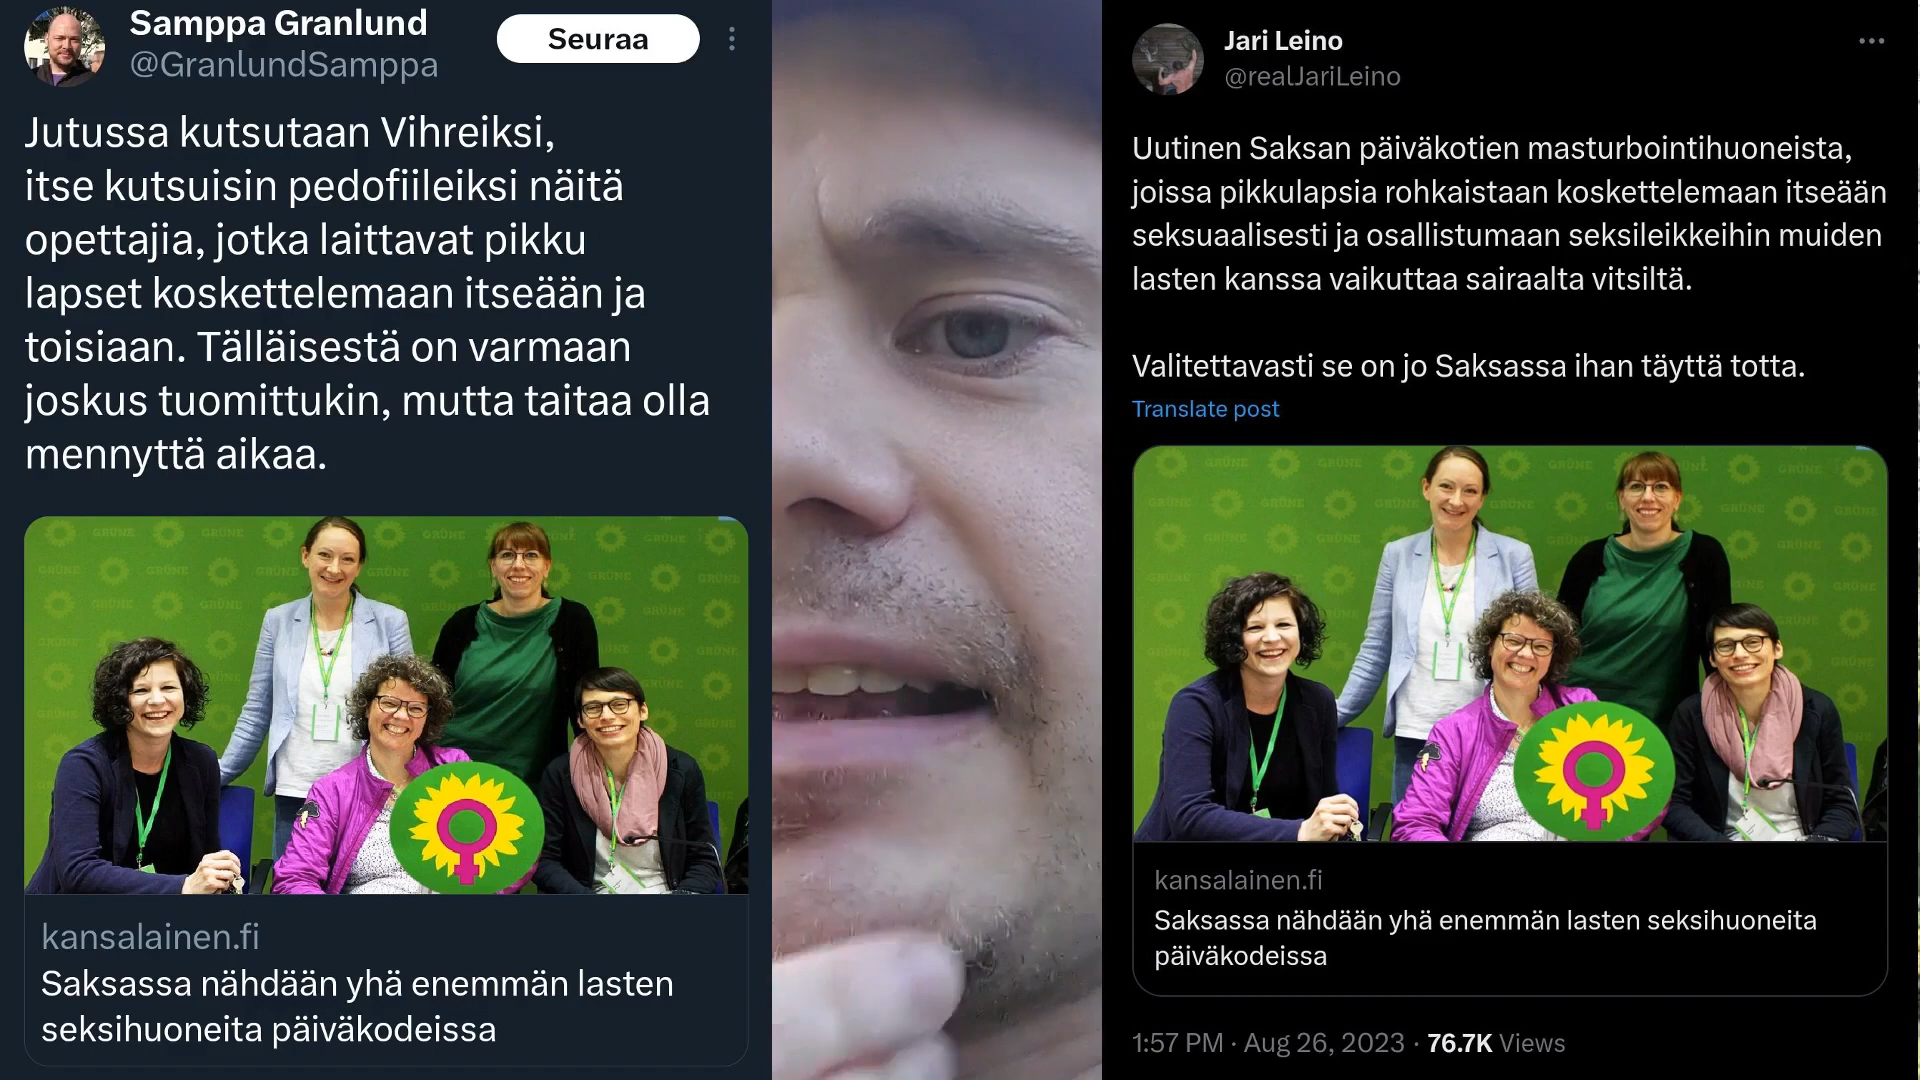 Samppa Granlund
@GranlundSamppa
Seuraa
Jutussa kutsutaan Vihreiksi,
itse kutsuisin pedofiileiksi näitä
opettajia, jotka laittavat pikku
lapset koskettelemaan itseään ja
toisiaan. Tälläisestä on varmaan
joskus tuomittukin, mutta taitaa olla
mennyttä aikaa.
GRÜNE
kansalainen.fi
Saksassa nähdään yhä enemmän lasten
seksihuoneita päiväkodeissa
Jari Leino
@realJariLeino
Uutinen Saksan päiväkotien masturbointihuoneista,
joissa pikkulapsia rohkaistaan koskettelemaan itseään
seksuaalisesti ja osallistumaan seksileikkeihin muiden
lasten kanssa vaikuttaa sairaalta vitsiltä.
Valitettavasti se on jo Saksassa ihan täyttä totta.
Translate post
GRÜNE
kansalainen.fi
Saksassa nähdään yhä enemmän lasten seksihuoneita
päiväkodeissa
1:57 PM · Aug 26, 2023 · 76.7K Views